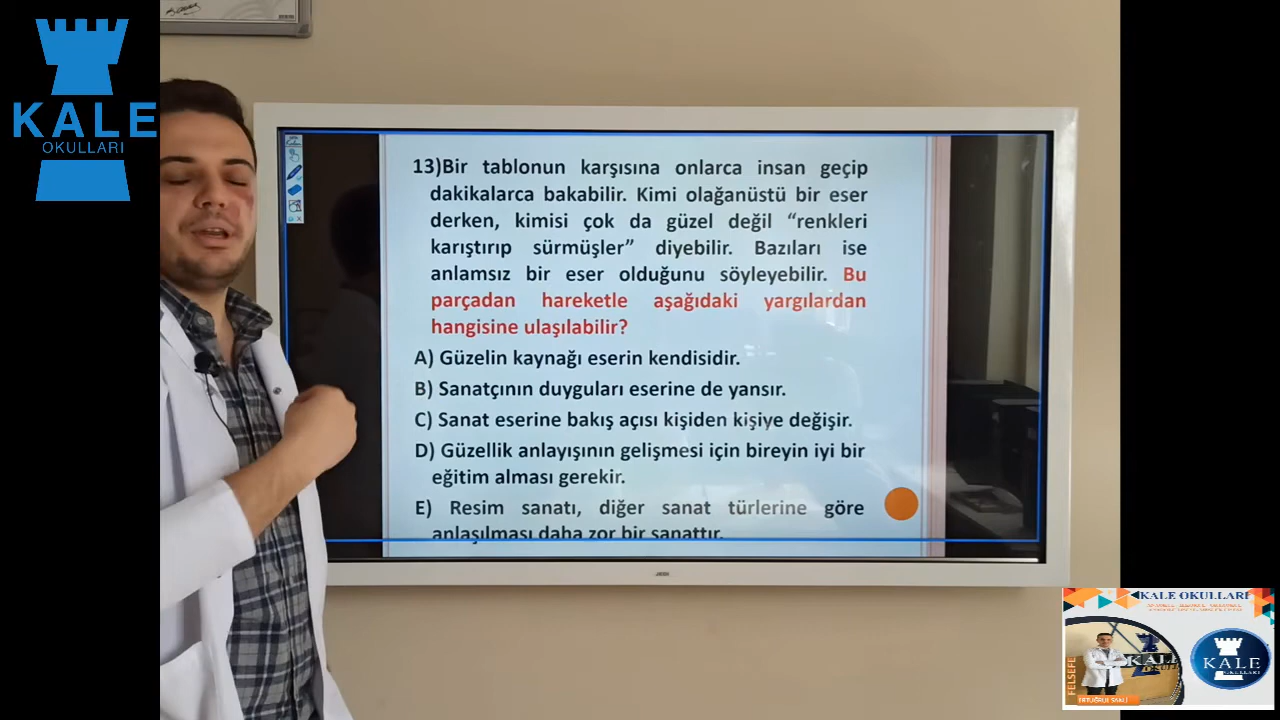 KALE
OKULLARI
13)Bir tablonun karşısına onlarca insan geçip
dakikalarca bakabilir. Kimi olağanüstü bir eser
derken, kimisi çok da güzel değil “renkleri
karıştırıp sürmüşler” diyebilir. Bazıları ise
anlamsız bir eser olduğunu söyleyebilir. Bu
parçadan hareketle aşağıdaki yargılardan
hangisine ulaşılabilir?
A) Güzelin kaynağı eserin kendisidir.
B) Sanatçının duyguları eserine de yansır.
C) Sanat eserine bakış açısı kişiden kişiye değişir.
D) Güzellik anlayışının gelişmesi için bireyin iyi bir
eğitim alması gerekir.
E) Resim sanatı, diğer sanat türlerine göre
anlaşılması daha zor bir sanattır.
KALE OKULLARI
KALE
FELSEFE
KALE
OKULLARI